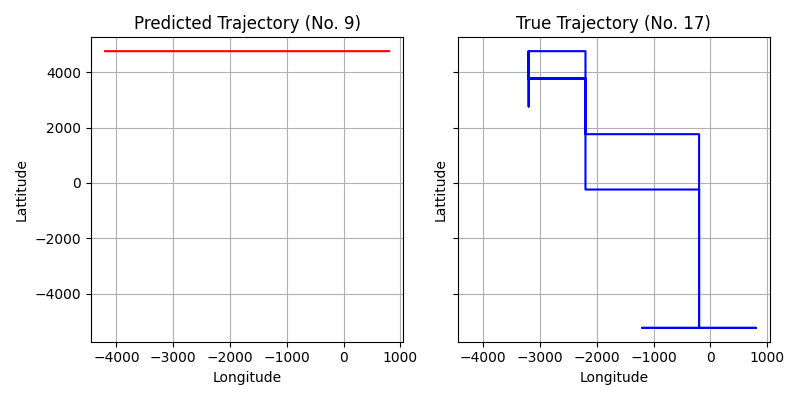 Predicted Trajectory (No. 9)
4000
2000
0
−2000
−4000
Lattitude
−4000 −3000 −2000 −1000 0 1000
Longitude
True Trajectory (No. 17)
Lattitude
−4000 −3000 −2000 −1000 0 1000
Longitude